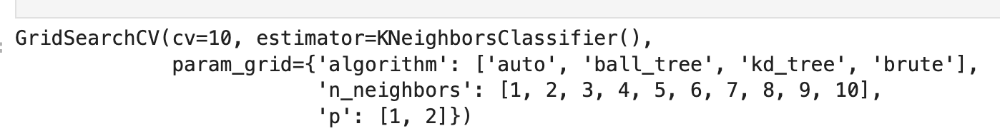 GridSearchCV(cv=10, estimator=KNeighborsClassifier(),
param_grid={'algorithm': ['auto', 'ball_tree', 'kd_tree', 'brute'],
'n_neighbors': [1, 2, 3, 4, 5, 6, 7, 8, 9, 10],
'p': [1, 2]})